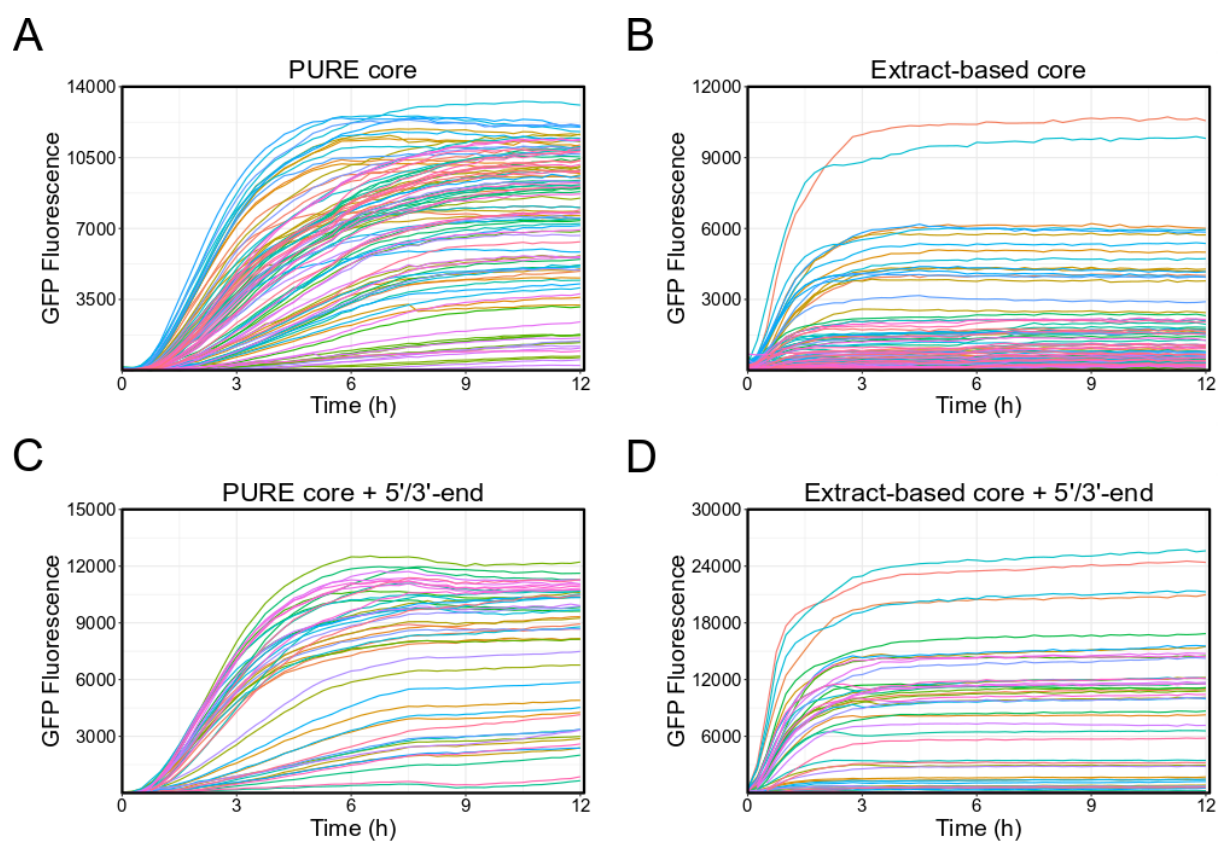 A
PURE core
14000
10500
7000
3500
0
3
6
9
12
GFP Fluorescence
Time (h)
B
Extract-based core
12000
9000
6000
3000
0
3
6
9
12
GFP Fluorescence
Time (h)
C
PURE core + 5'/3'-end
15000
12000
9000
6000
3000
0
3
6
9
12
GFP Fluorescence
Time (h)
D
Extract-based core + 5'/3'-end
30000
24000
18000
12000
6000
0
3
6
9
12
GFP Fluorescence
Time (h)